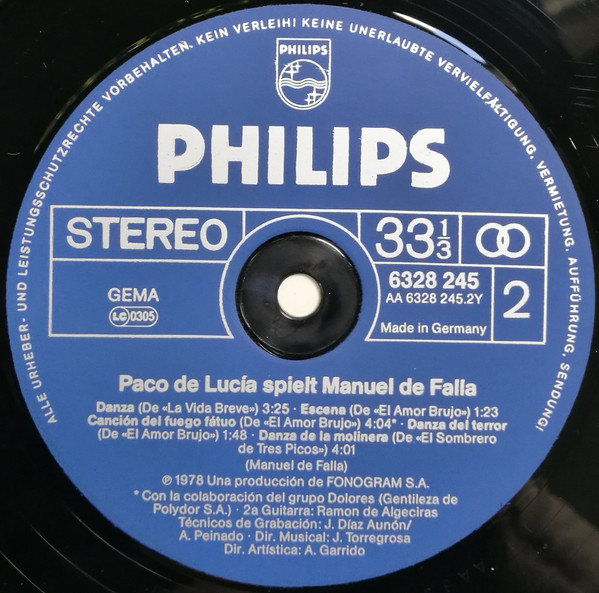 ALLE URHEBER- UND LEISTUNGSSCHUTZRECHTE VORBEHALTEN. KEIN VERLEIH! KEINE UNERLAUBTE VERVIELFÄLTIGUNG, VERMIETUNG, AUFFÜHRUNG, SENDUNG!
PHILIPS
PHILIPS
STEREO
33 1/3
GEMA
LC 0305
6328 245
AA 6328 245.2Y
Made in Germany
2
Paco de Lucía spielt Manuel de Falla
Danza (De «La Vida Breve») 3:25 · Escena (De «El Amor Brujo») 1:23
Canción del fuego fátuo (De «El Amor Brujo») 4:04* · Danza del terror
(De «El Amor Brujo») 1:48 · Danza de la molinera (De «El Sombrero
de Tres Picos») 4:01
(Manuel de Falla)
℗ 1978 Una producción de FONOGRAM S.A.
* Con la colaboración del grupo Dolores (Gentileza de
Polydor S.A.) · 2a Guitarra: Ramon de Algeciras
Técnicos de Grabación: J. Díaz Aunón/
A. Peinado · Dir. Musical: J. Torregrosa
Dir. Artística: A. Garrido